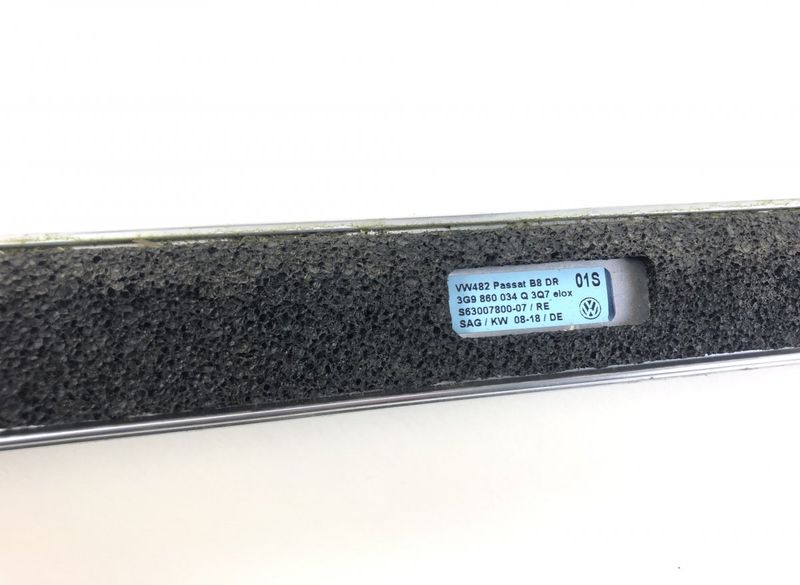 VW482 Passat B8 DR 01S
3G9 860 034 Q 3Q7 elox
S63007800-07 / RE
SAG / KW 08-18 / DE